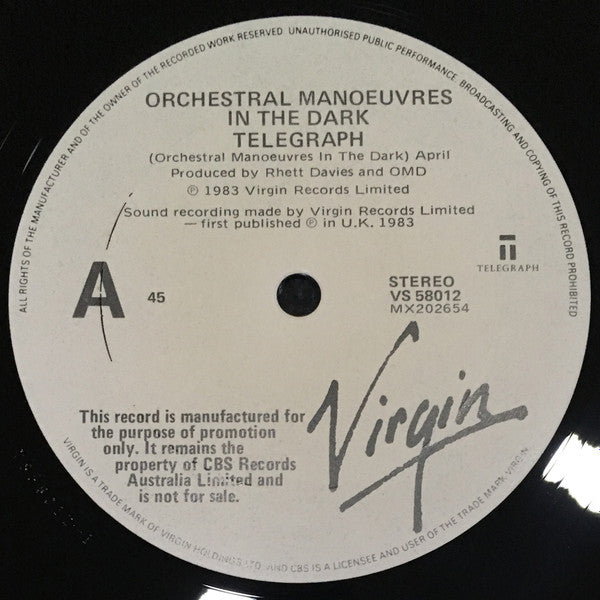 ALL RIGHTS OF THE MANUFACTURER AND OF THE OWNER OF THE RECORDED WORK RESERVED. UNAUTHORISED PUBLIC PERFORMANCE, BROADCASTING AND COPYING OF THIS RECORD PROHIBITED
ORCHESTRAL MANOEUVRES
IN THE DARK
TELEGRAPH
(Orchestral Manoeuvres In The Dark) April
Produced by Rhett Davies and OMD
℗ 1983 Virgin Records Limited
Sound recording made by Virgin Records Limited
— first published ℗ in U.K. 1983
TELEGRAPH
A
45
STEREO
VS 58012
MX202654
This record is manufactured for
the purpose of promotion
only. It remains the
property of CBS Records
Australia Limited and
is not for sale.
Virgin
VIRGIN IS A TRADE MARK OF VIRGIN HOLDINGS LTD. AND CBS IS A LICENSEE AND USER OF THE TRADE MARK VIRGIN.